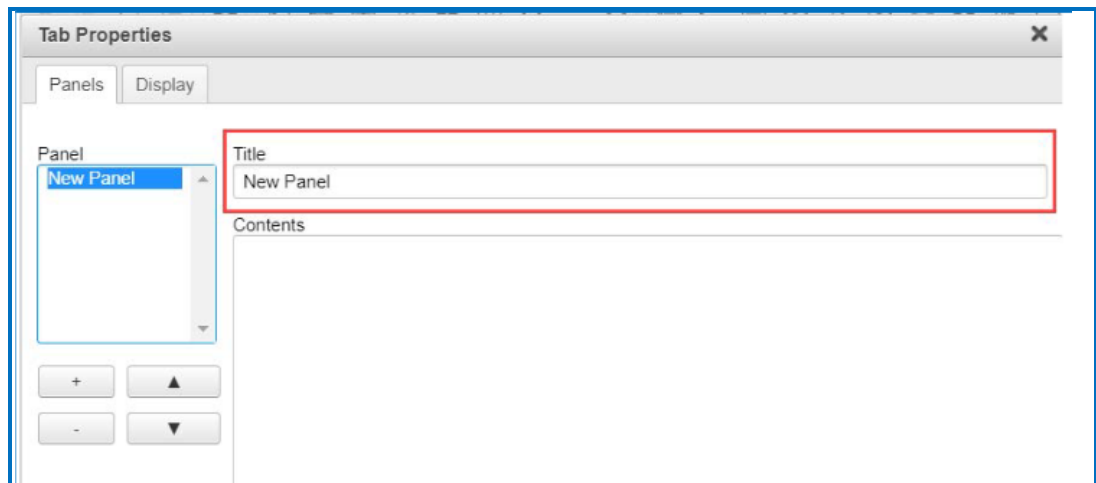 Tab Properties
Panels Display
Panel
New Panel
Title
New Panel
Contents
+
-